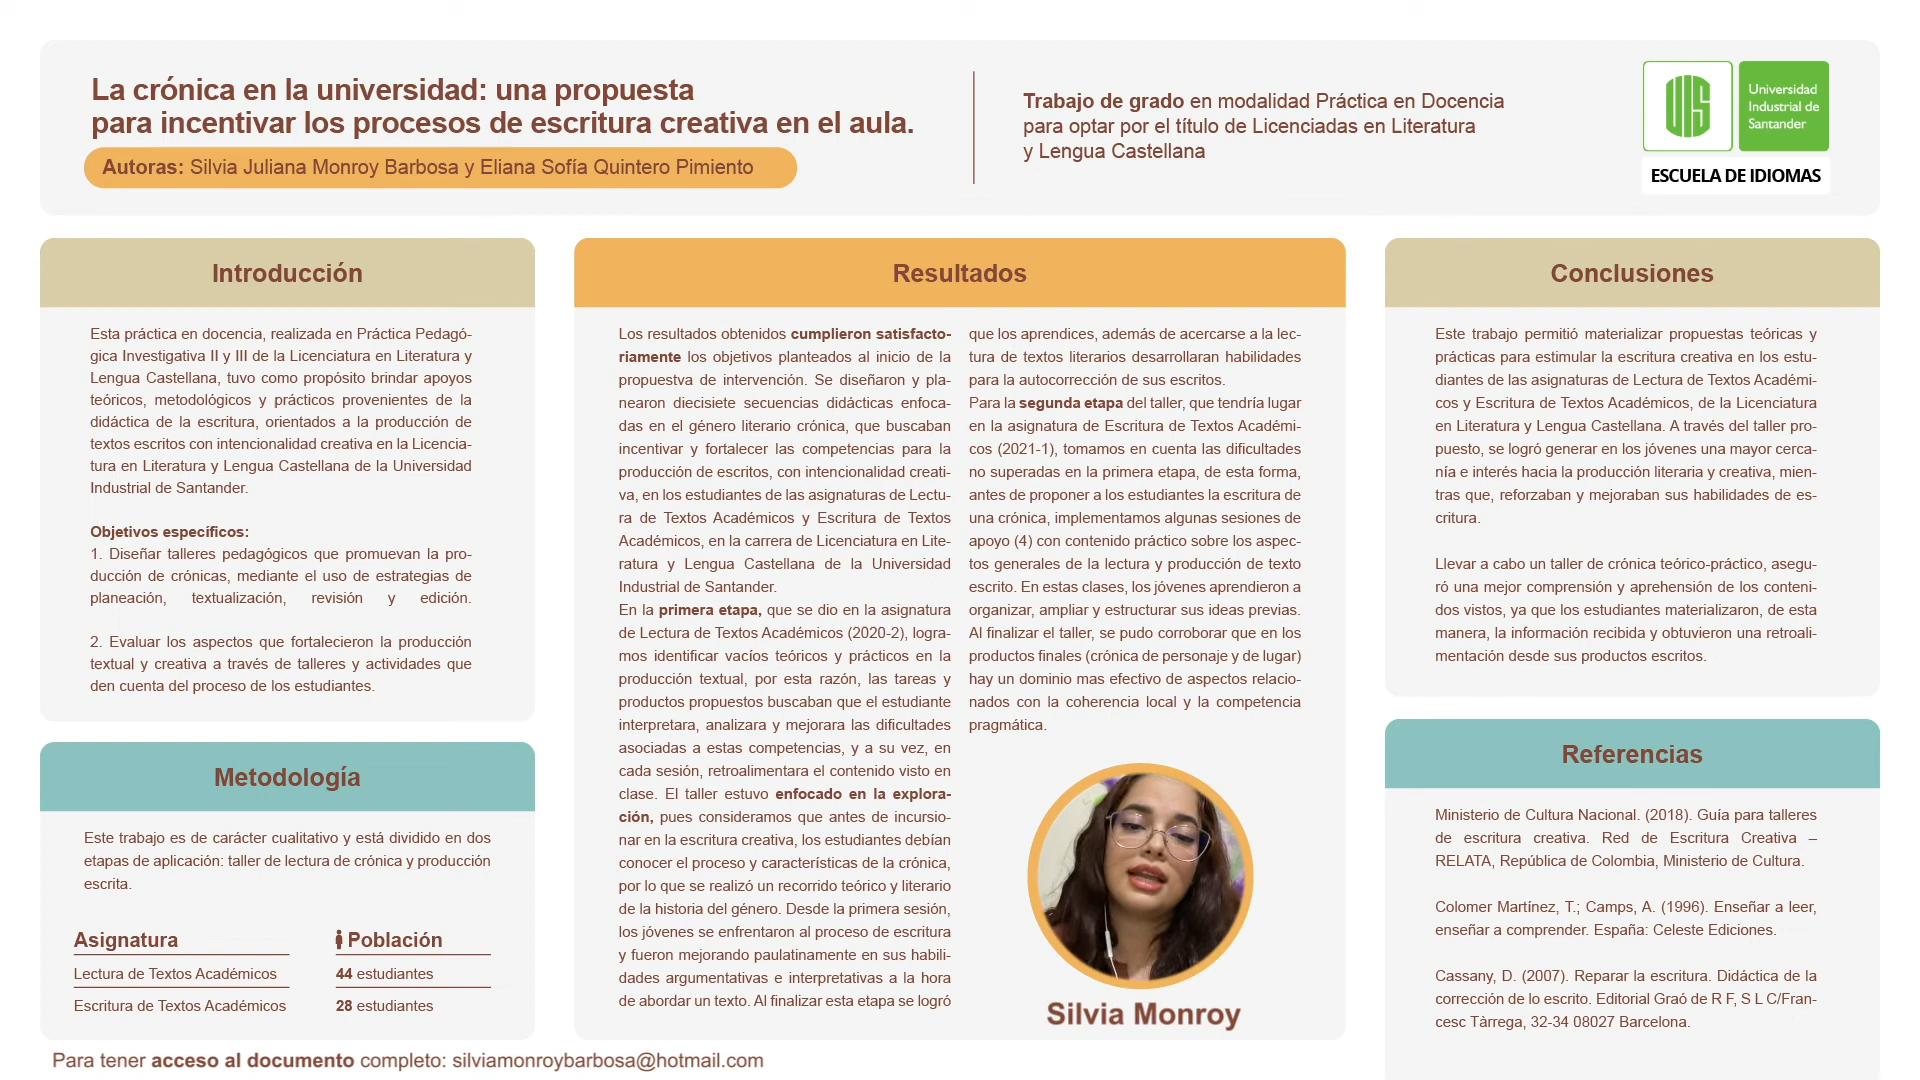 La crónica en la universidad: una propuesta
para incentivar los procesos de escritura creativa en el aula.
Autoras: Silvia Juliana Monroy Barbosa y Eliana Sofía Quintero Pimiento
Trabajo de grado en modalidad Práctica en Docencia
para optar por el título de Licenciadas en Literatura
y Lengua Castellana
UIS
Universidad
Industrial de
Santander
ESCUELA DE IDIOMAS
Introducción
Esta práctica en docencia, realizada en Práctica Pedagó-
gica Investigativa II y III de la Licenciatura en Literatura y
Lengua Castellana, tuvo como propósito brindar apoyos
teóricos, metodológicos y prácticos provenientes de la
didáctica de la escritura, orientados a la producción de
textos escritos con intencionalidad creativa en la Licencia-
tura en Literatura y Lengua Castellana de la Universidad
Industrial de Santander.
Objetivos específicos:
1. Diseñar talleres pedagógicos que promuevan la pro-
ducción de crónicas, mediante el uso de estrategias de
planeación, textualización, revisión y edición.
2. Evaluar los aspectos que fortalecieron la producción
textual y creativa a través de talleres y actividades que
den cuenta del proceso de los estudiantes.
Metodología
Este trabajo es de carácter cualitativo y está dividido en dos
etapas de aplicación: taller de lectura de crónica y producción
escrita.
Asignatura Población
Lectura de Textos Académicos 44 estudiantes
Escritura de Textos Académicos 28 estudiantes
Resultados
Los resultados obtenidos cumplieron satisfacto-
riamente los objetivos planteados al inicio de la
propuestva de intervención. Se diseñaron y pla-
nearon diecisiete secuencias didácticas enfoca-
das en el género literario crónica, que buscaban
incentivar y fortalecer las competencias para la
producción de escritos, con intencionalidad creati-
va, en los estudiantes de las asignaturas de Lectu-
ra de Textos Académicos y Escritura de Textos
Académicos, en la carrera de Licenciatura en Lite-
ratura y Lengua Castellana de la Universidad
Industrial de Santander.
En la primera etapa, que se dio en la asignatura
de Lectura de Textos Académicos (2020-2), logra-
mos identificar vacíos teóricos y prácticos en la
producción textual, por esta razón, las tareas y
productos propuestos buscaban que el estudiante
interpretara, analizara y mejorara las dificultades
asociadas a estas competencias, y a su vez, en
cada sesión, retroalimentara el contenido visto en
clase. El taller estuvo enfocado en la explora-
ción, pues consideramos que antes de incursio-
nar en la escritura creativa, los estudiantes debían
conocer el proceso y características de la crónica,
por lo que se realizó un recorrido teórico y literario
de la historia del género. Desde la primera sesión,
los jóvenes se enfrentaron al proceso de escritura
y fueron mejorando paulatinamente en sus habili-
dades argumentativas e interpretativas a la hora
de abordar un texto. Al finalizar esta etapa se logró
que los aprendices, además de acercarse a la lec-
tura de textos literarios desarrollaran habilidades
para la autocorrección de sus escritos.
Para la segunda etapa del taller, que tendría lugar
en la asignatura de Escritura de Textos Académi-
cos (2021-1), tomamos en cuenta las dificultades
no superadas en la primera etapa, de esta forma,
antes de proponer a los estudiantes la escritura de
una crónica, implementamos algunas sesiones de
apoyo (4) con contenido práctico sobre los aspec-
tos generales de la lectura y producción de texto
escrito. En estas clases, los jóvenes aprendieron a
organizar, ampliar y estructurar sus ideas previas.
Al finalizar el taller, se pudo corroborar que en los
productos finales (crónica de personaje y de lugar)
hay un dominio mas efectivo de aspectos relacio-
nados con la coherencia local y la competencia
pragmática.
Silvia Monroy
Conclusiones
Este trabajo permitió materializar propuestas teóricas y
prácticas para estimular la escritura creativa en los estu-
diantes de las asignaturas de Lectura de Textos Académi-
cos y Escritura de Textos Académicos, de la Licenciatura
en Literatura y Lengua Castellana. A través del taller pro-
puesto, se logró generar en los jóvenes una mayor cerca-
nía e interés hacia la producción literaria y creativa, mien-
tras que, reforzaban y mejoraban sus habilidades de es-
critura.
Llevar a cabo un taller de crónica teórico-práctico, asegu-
ró una mejor comprensión y aprehensión de los conteni-
dos vistos, ya que los estudiantes materializaron, de esta
manera, la información recibida y obtuvieron una retroali-
mentación desde sus productos escritos.
Referencias
Ministerio de Cultura Nacional. (2018). Guía para talleres
de escritura creativa. Red de Escritura Creativa –
RELATA, República de Colombia, Ministerio de Cultura.
Colomer Martínez, T.; Camps, A. (1996). Enseñar a leer,
enseñar a comprender. España: Celeste Ediciones.
Cassany, D. (2007). Reparar la escritura. Didáctica de la
corrección de lo escrito. Editorial Graó de R F, S L C/Fran-
cesc Tàrrega, 32-34 08027 Barcelona.
Para tener acceso al documento completo: silviamonroybarbosa@hotmail.com